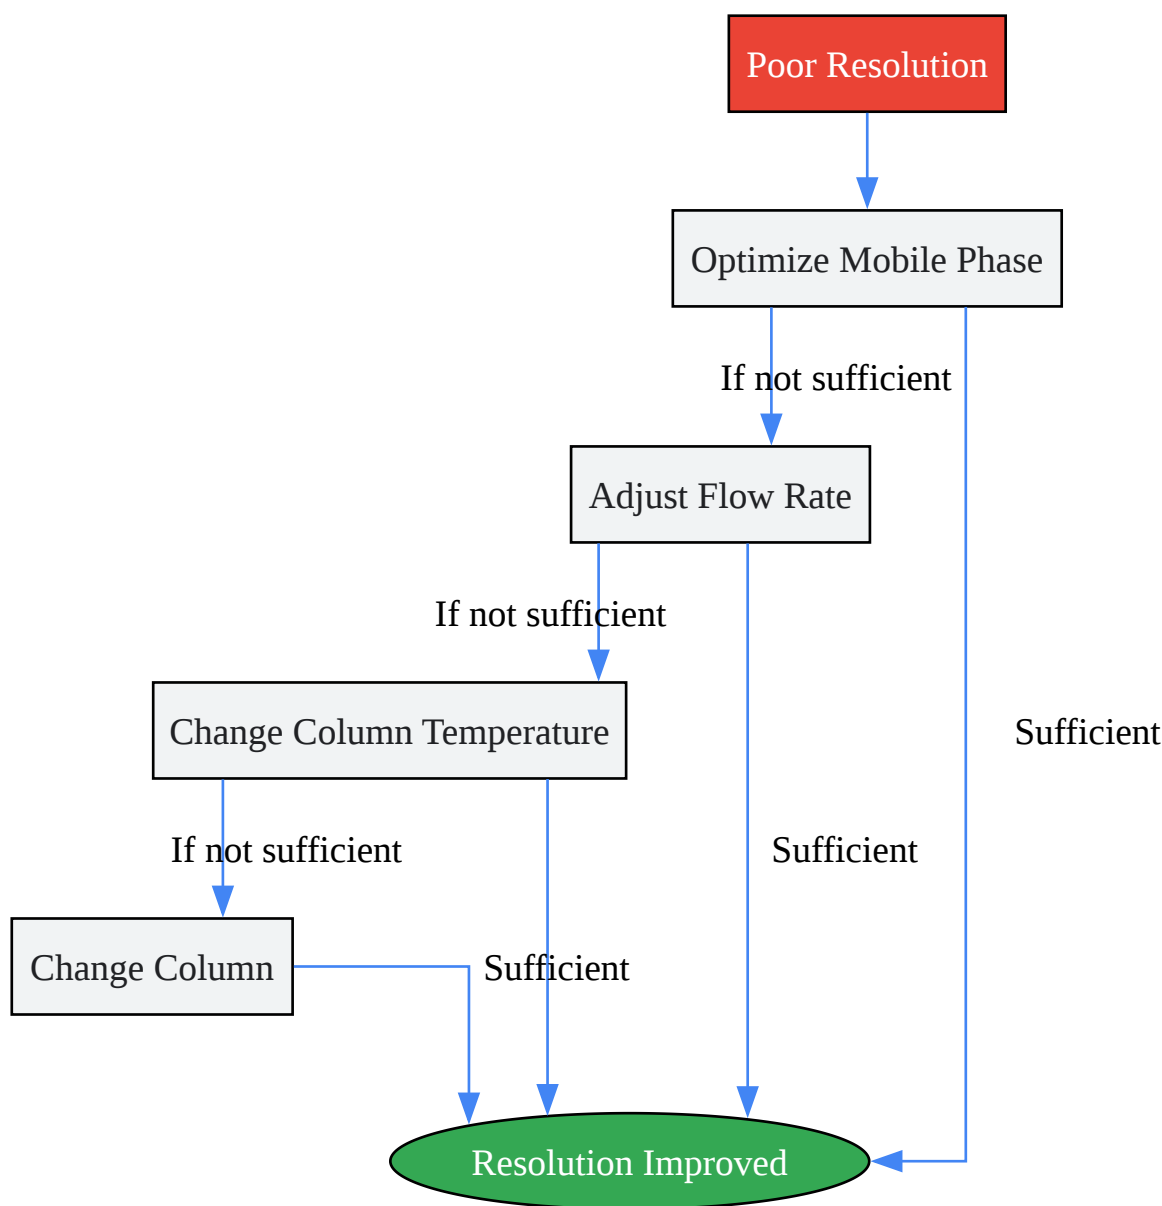 Poor Resolution
Optimize Mobile Phase
If not sufficient
Adjust Flow Rate
If not sufficient
Change Column Temperature
Sufficient
If not sufficient
Sufficient
Change Column
Sufficient
Resolution Improved